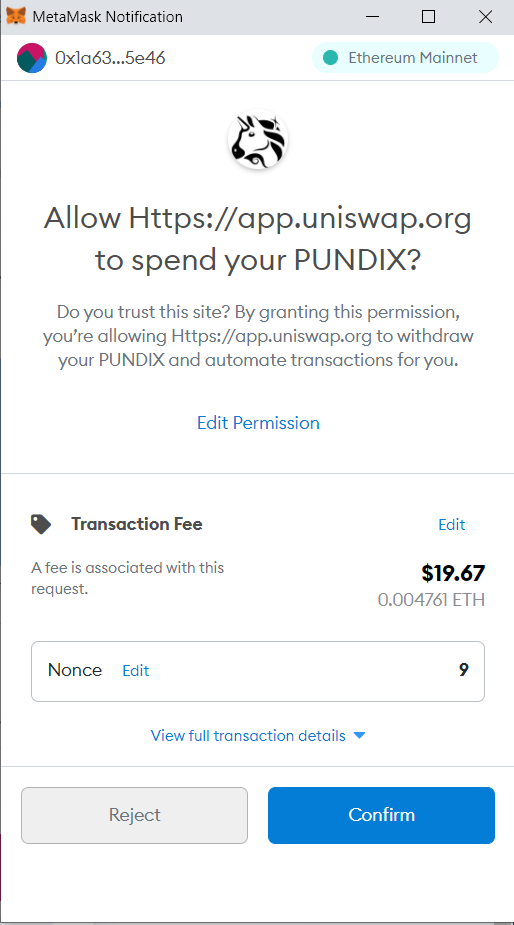 MetaMask Notification
0x1a63...5e46
Ethereum Mainnet
Allow Https://app.uniswap.org
to spend your PUNDIX?
Do you trust this site? By granting this permission,
you’re allowing Https://app.uniswap.org to withdraw
your PUNDIX and automate transactions for you.
Edit Permission
Transaction Fee
Edit
A fee is associated with this
request.
$19.67
0.004761 ETH
Nonce
Edit
9
View full transaction details
Reject
Confirm